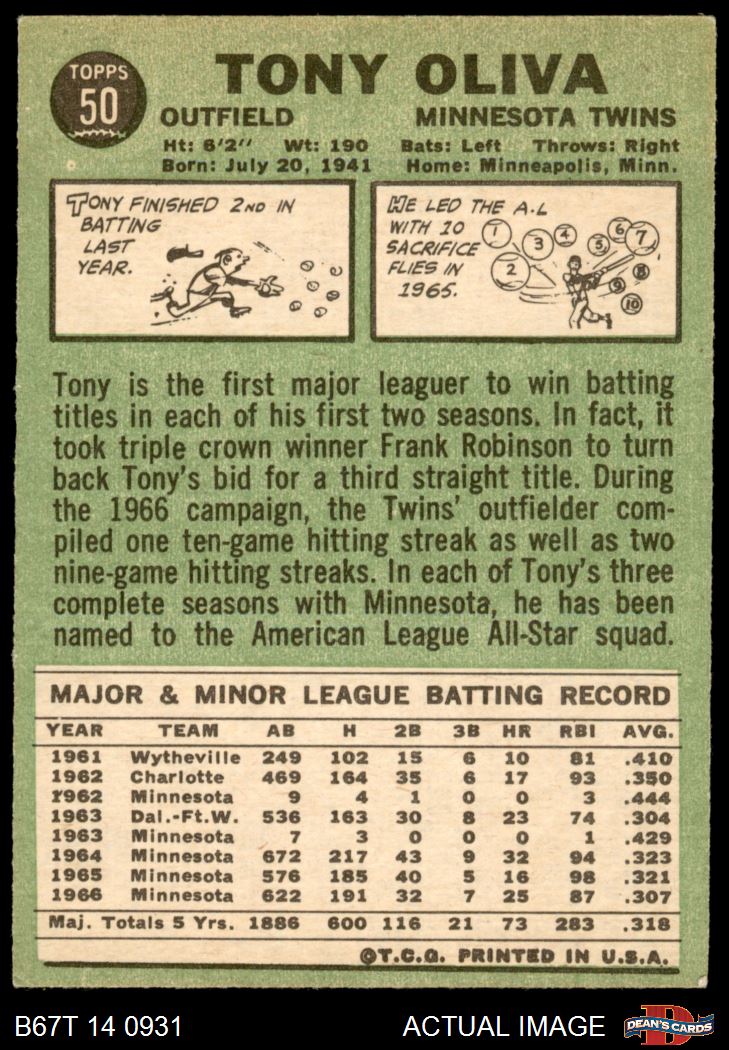 TOPPS
50
TONY OLIVA
OUTFIELD MINNESOTA TWINS
Ht: 6'2" Wt: 190 Bats: Left Throws: Right
Born: July 20, 1941 Home: Minneapolis, Minn.
TONY FINISHED 2ND IN
BATTING
LAST
YEAR.
HE LED THE A.L
WITH 10
SACRIFICE
FLIES IN
1965.
1 2 3 4 5 6 7 8 9 10
Tony is the first major leaguer to win batting
titles in each of his first two seasons. In fact, it
took triple crown winner Frank Robinson to turn
back Tony's bid for a third straight title. During
the 1966 campaign, the Twins' outfielder com-
piled one ten-game hitting streak as well as two
nine-game hitting streaks. In each of Tony's three
complete seasons with Minnesota, he has been
named to the American League All-Star squad.
MAJOR & MINOR LEAGUE BATTING RECORD
YEAR TEAM AB H 2B 3B HR RBI AVG.
1961 Wytheville 249 102 15 6 10 81 .410
1962 Charlotte 469 164 35 6 17 93 .350
1962 Minnesota 9 4 1 0 0 3 .444
1963 Dal.-Ft.W. 536 163 30 8 23 74 .304
1963 Minnesota 7 3 0 0 0 1 .429
1964 Minnesota 672 217 43 9 32 94 .323
1965 Minnesota 576 185 40 5 16 98 .321
1966 Minnesota 622 191 32 7 25 87 .307
Maj. Totals 5 Yrs. 1886 600 116 21 73 283 .318
©T.C.G. PRINTED IN U.S.A.
B67T 14 0931 ACTUAL IMAGE
D
DEAN'S CARDS